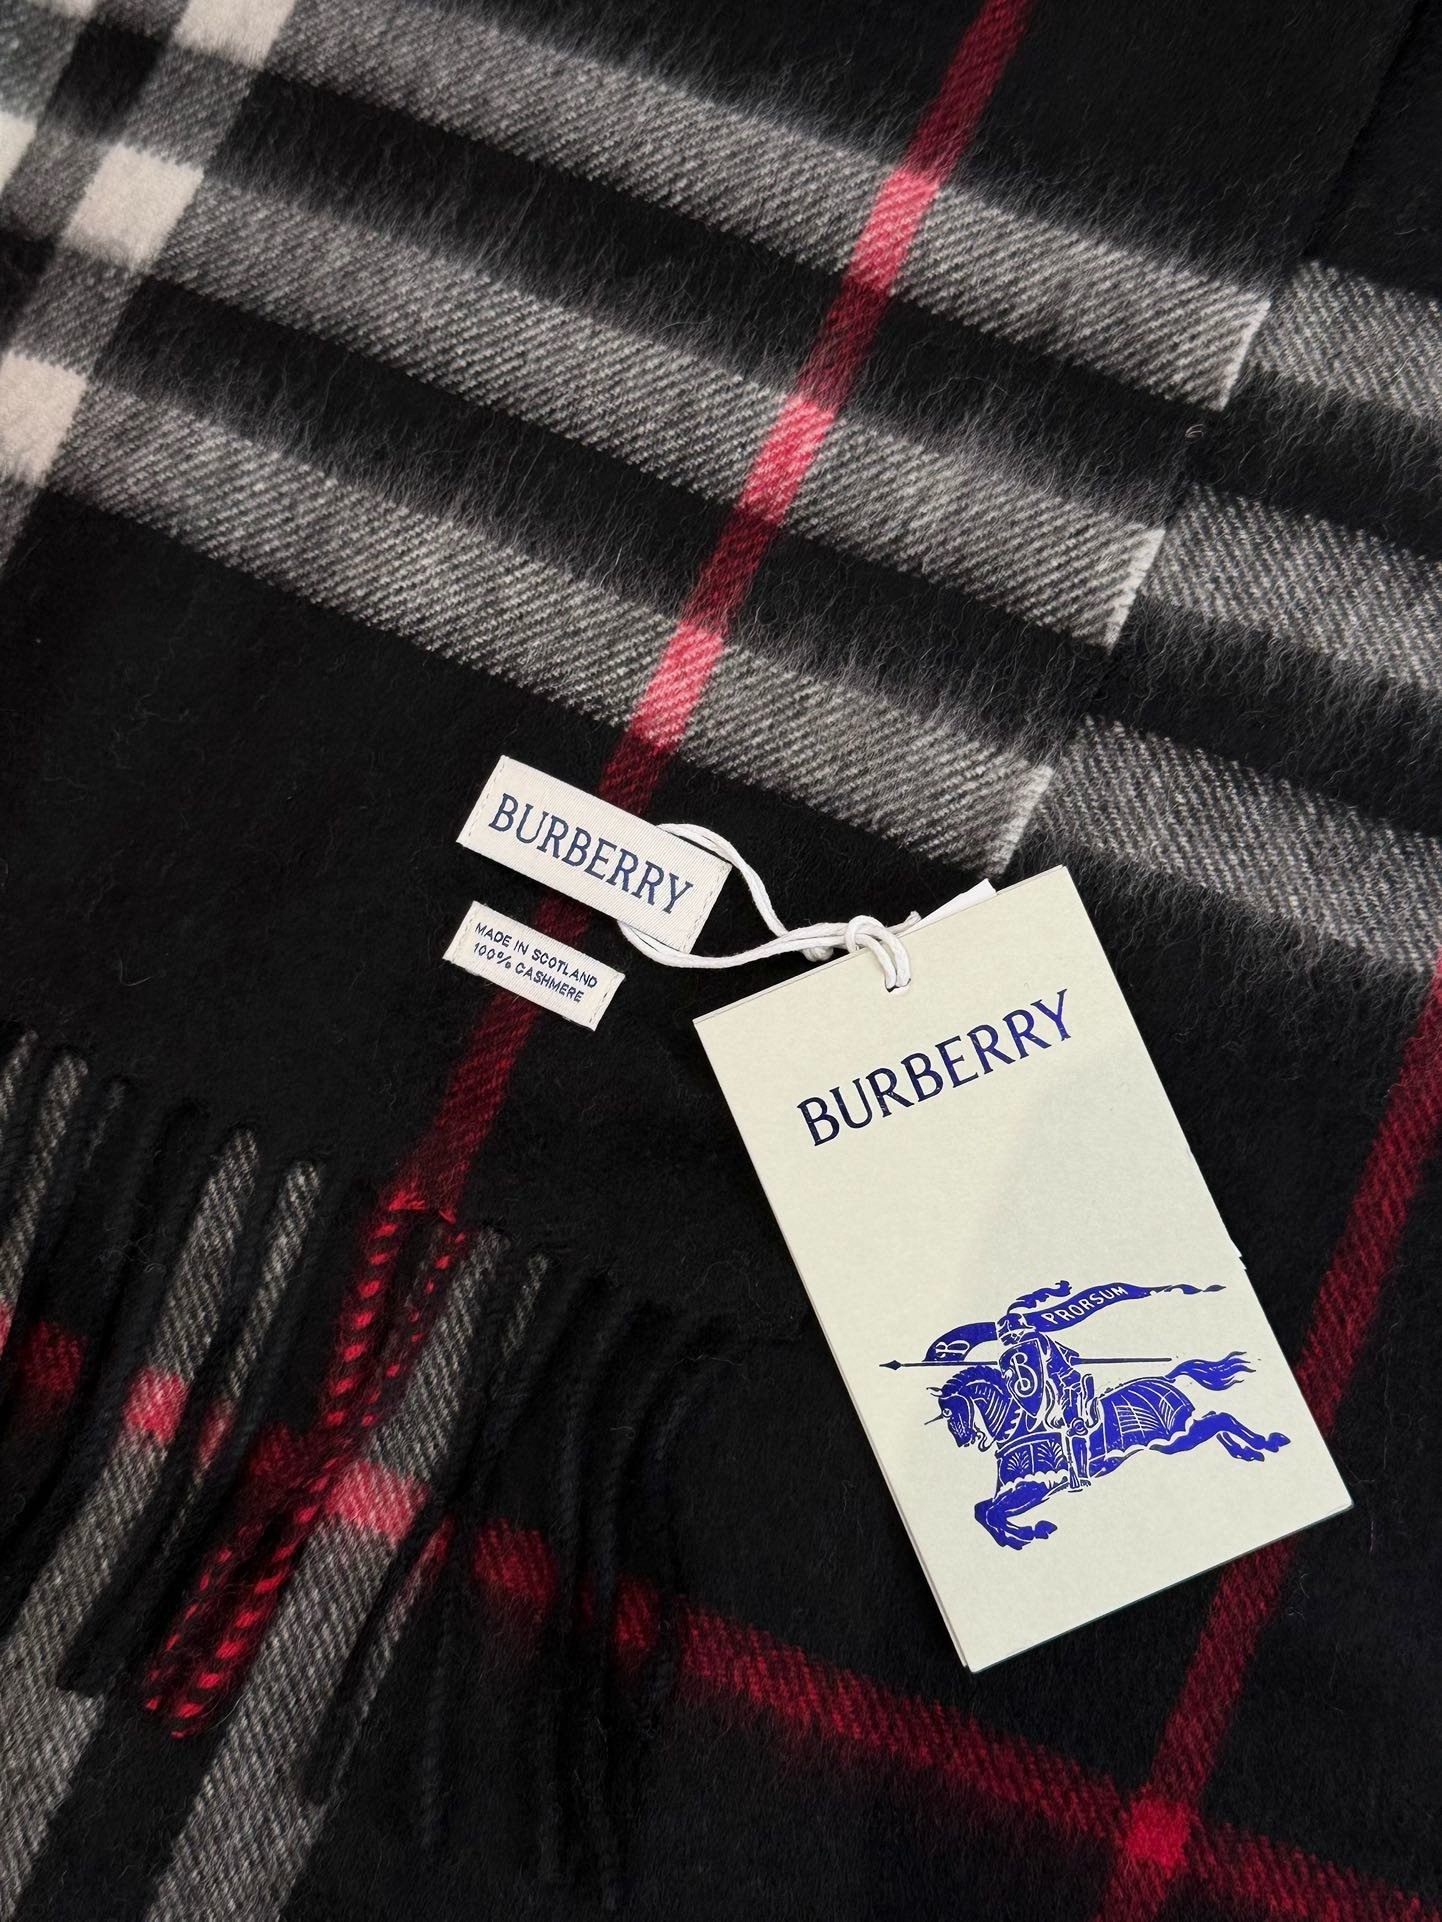 BURBERRY
MADE IN SCOTLAND
100% CASHMERE
BURBERRY
PRORSUM
B
B